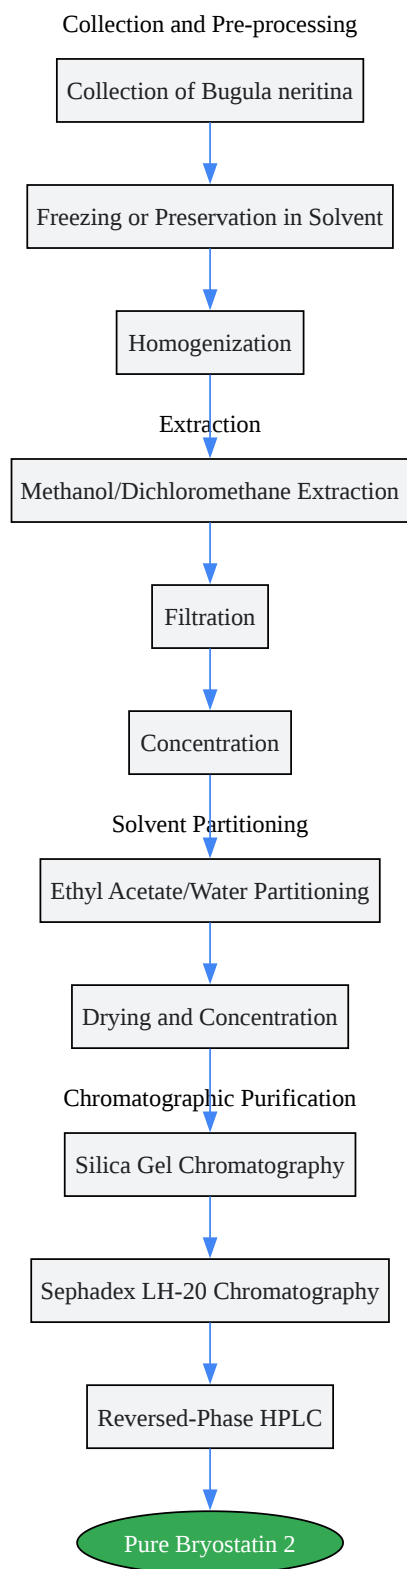 Collection and Pre-processing
Collection of Bugula neritina
Freezing or Preservation in Solvent
Homogenization
Extraction
Methanol/Dichloromethane Extraction
Filtration
Concentration
Solvent Partitioning
Ethyl Acetate/Water Partitioning
Drying and Concentration
Chromatographic Purification
Silica Gel Chromatography
Sephadex LH-20 Chromatography
Reversed-Phase HPLC
Pure Bryostatin 2